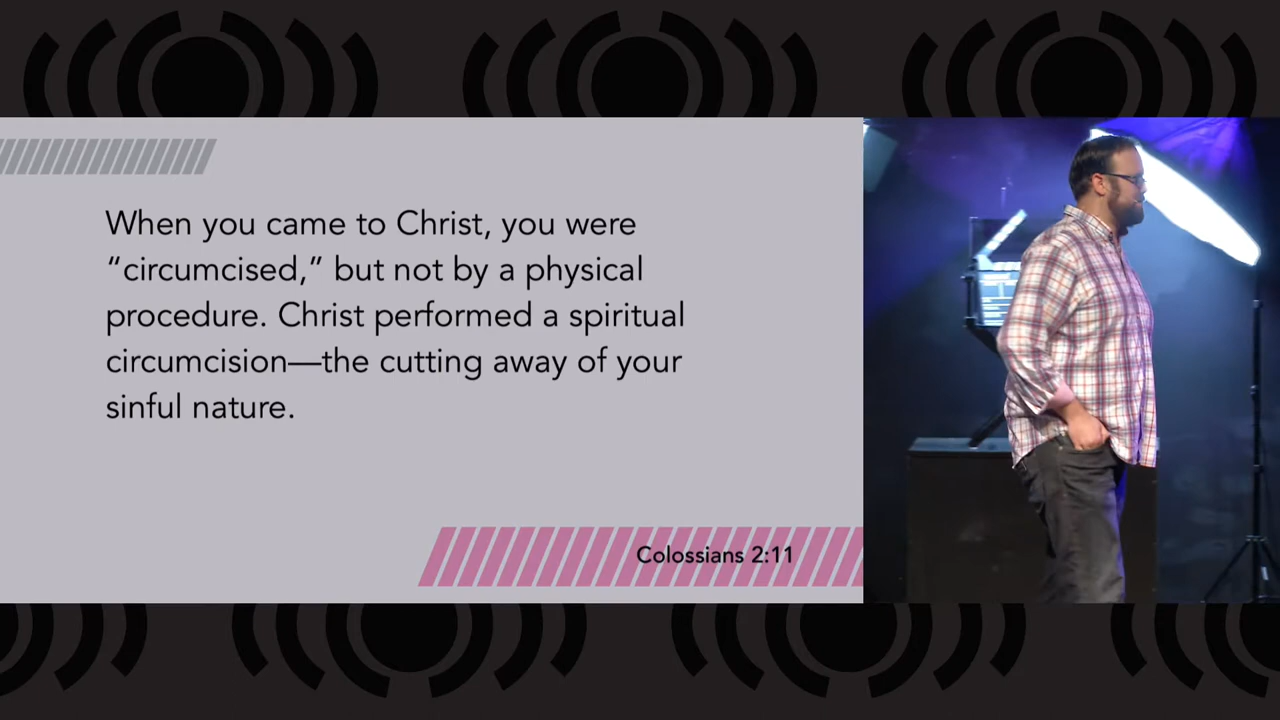 When you came to Christ, you were
“circumcised,” but not by a physical
procedure. Christ performed a spiritual
circumcision—the cutting away of your
sinful nature.
Colossians 2:11